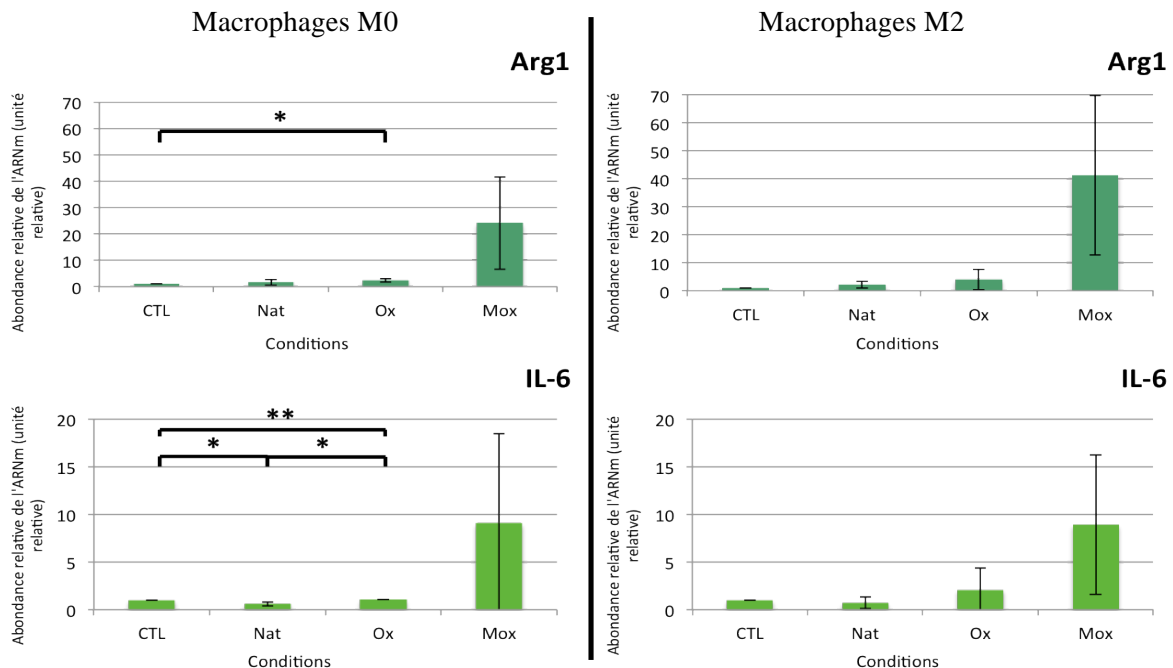 Macrophages M0
Macrophages M2
Arg1
Abondance relative de l'ARNm (unité
relative)
70
60
50
40
30
20
10
0
*
CTL Nat Ox Mox
Conditions
Arg1
Abondance relative de l'ARNm (unité
relative)
70
60
50
40
30
20
10
0
CTL Nat Ox Mox
Conditions
IL-6
Abondance relative de l'ARNm (unité
relative)
20
15
10
5
0
**
* *
CTL Nat Ox Mox
Conditions
IL-6
Abondance relative de l'ARNm (unité
relative)
20
15
10
5
0
CTL Nat Ox Mox
Conditions